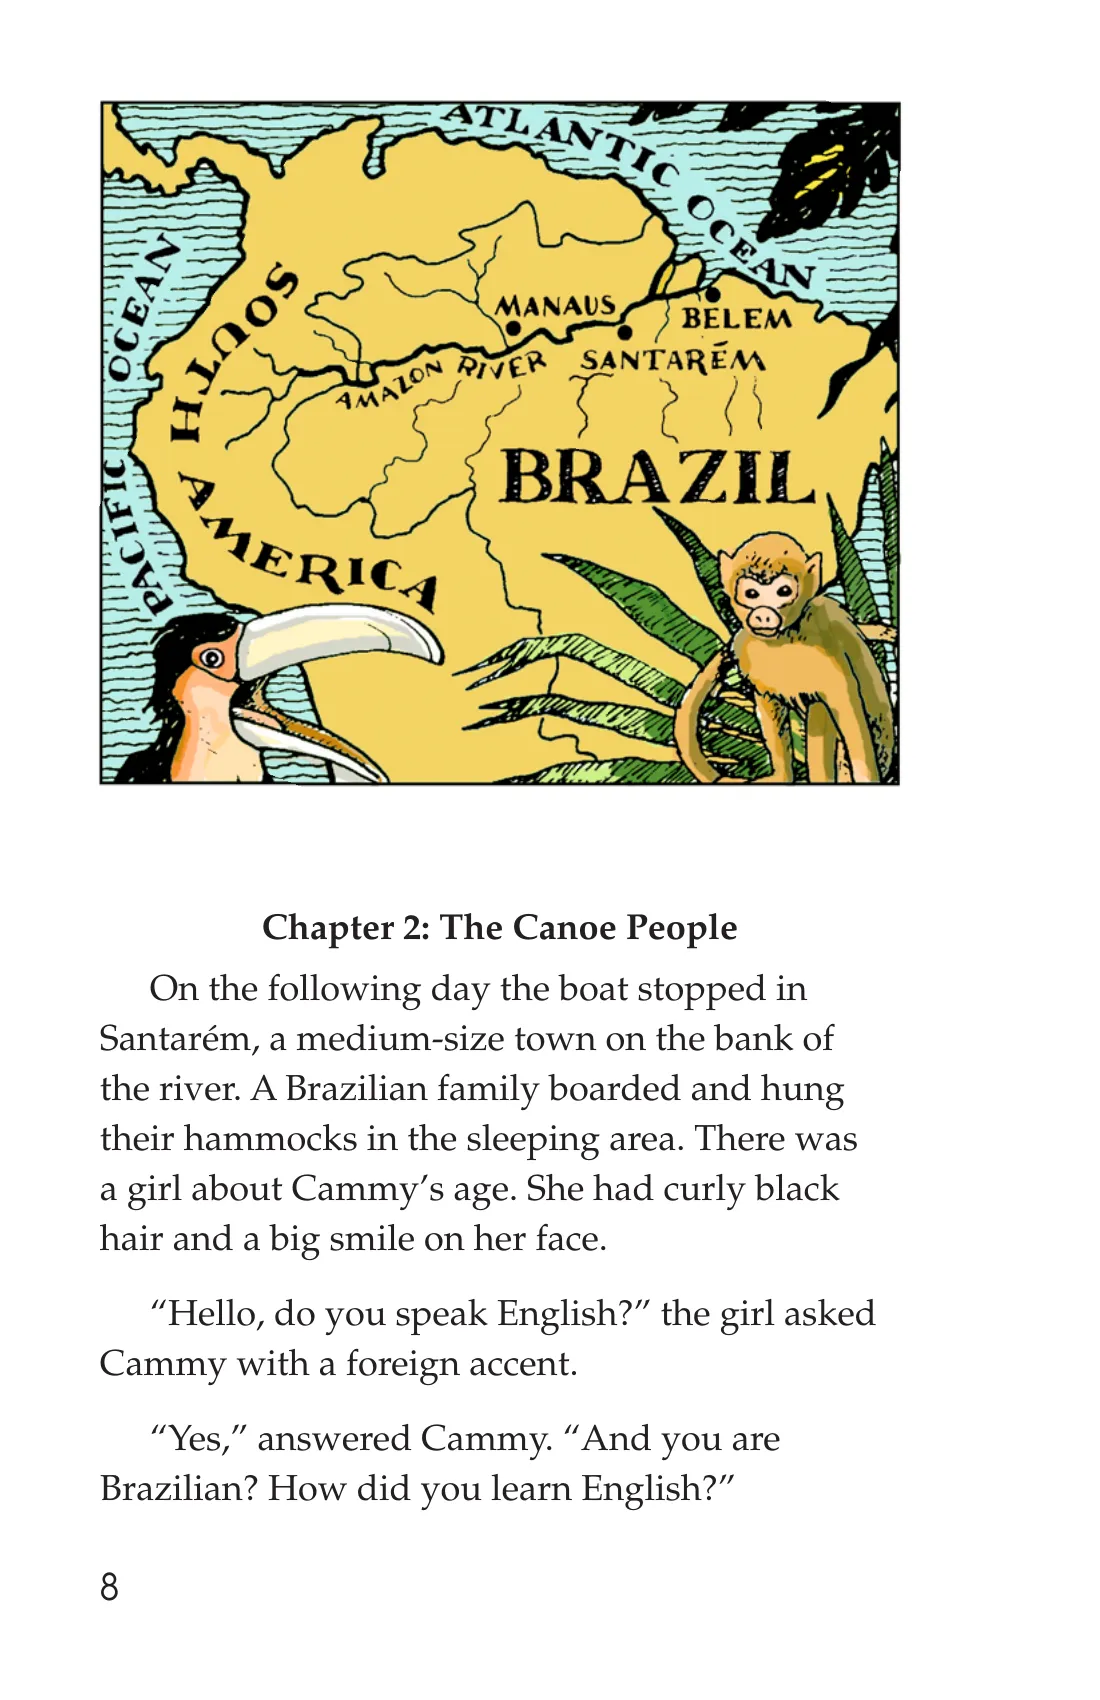 ATLANTIC OCEAN
PACIFIC OCEAN
SOUTH AMERICA
MANAUS
BELEM
AMAZON RIVER
SANTARÉM
BRAZIL
Chapter 2: The Canoe People
On the following day the boat stopped in
Santarém, a medium-size town on the bank of
the river. A Brazilian family boarded and hung
their hammocks in the sleeping area. There was
a girl about Cammy’s age. She had curly black
hair and a big smile on her face.
“Hello, do you speak English?” the girl asked
Cammy with a foreign accent.
“Yes,” answered Cammy. “And you are
Brazilian? How did you learn English?”
8